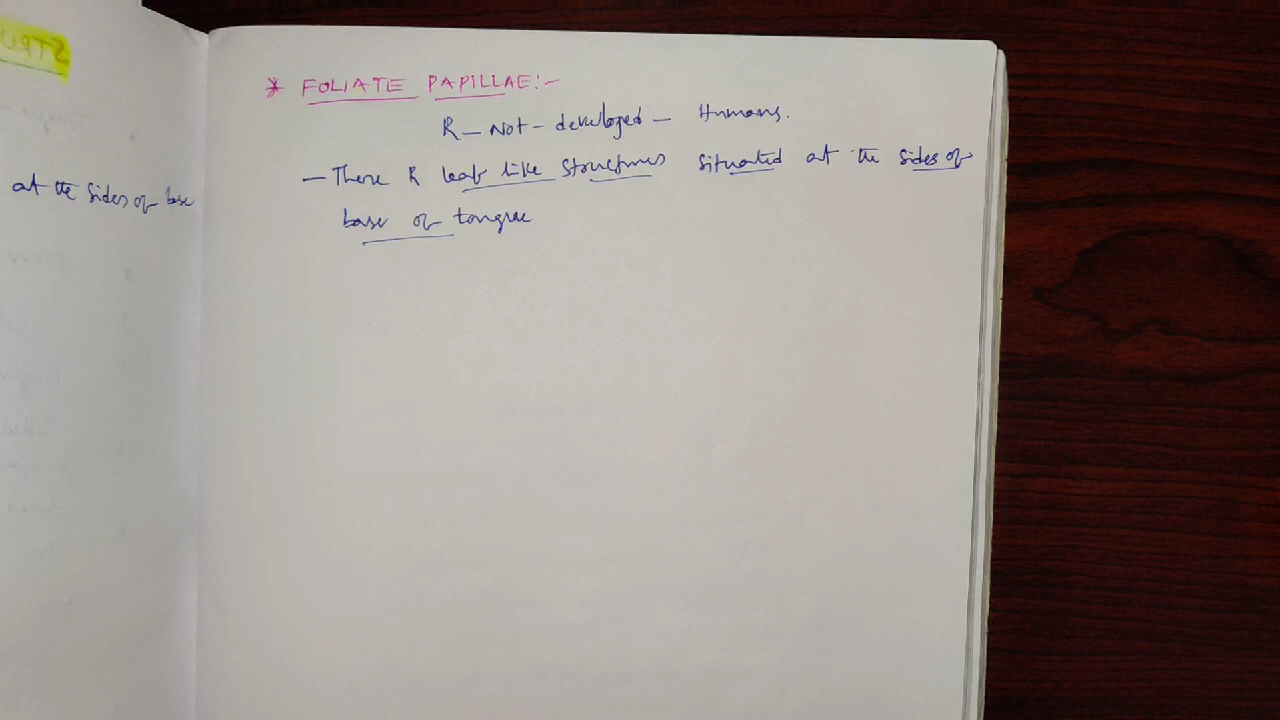 * FOLIATE PAPILLAE:-
R - Not - developed - Humans.
- There R leaf like structures situated at the sides of
base of tongue
at the sides of base